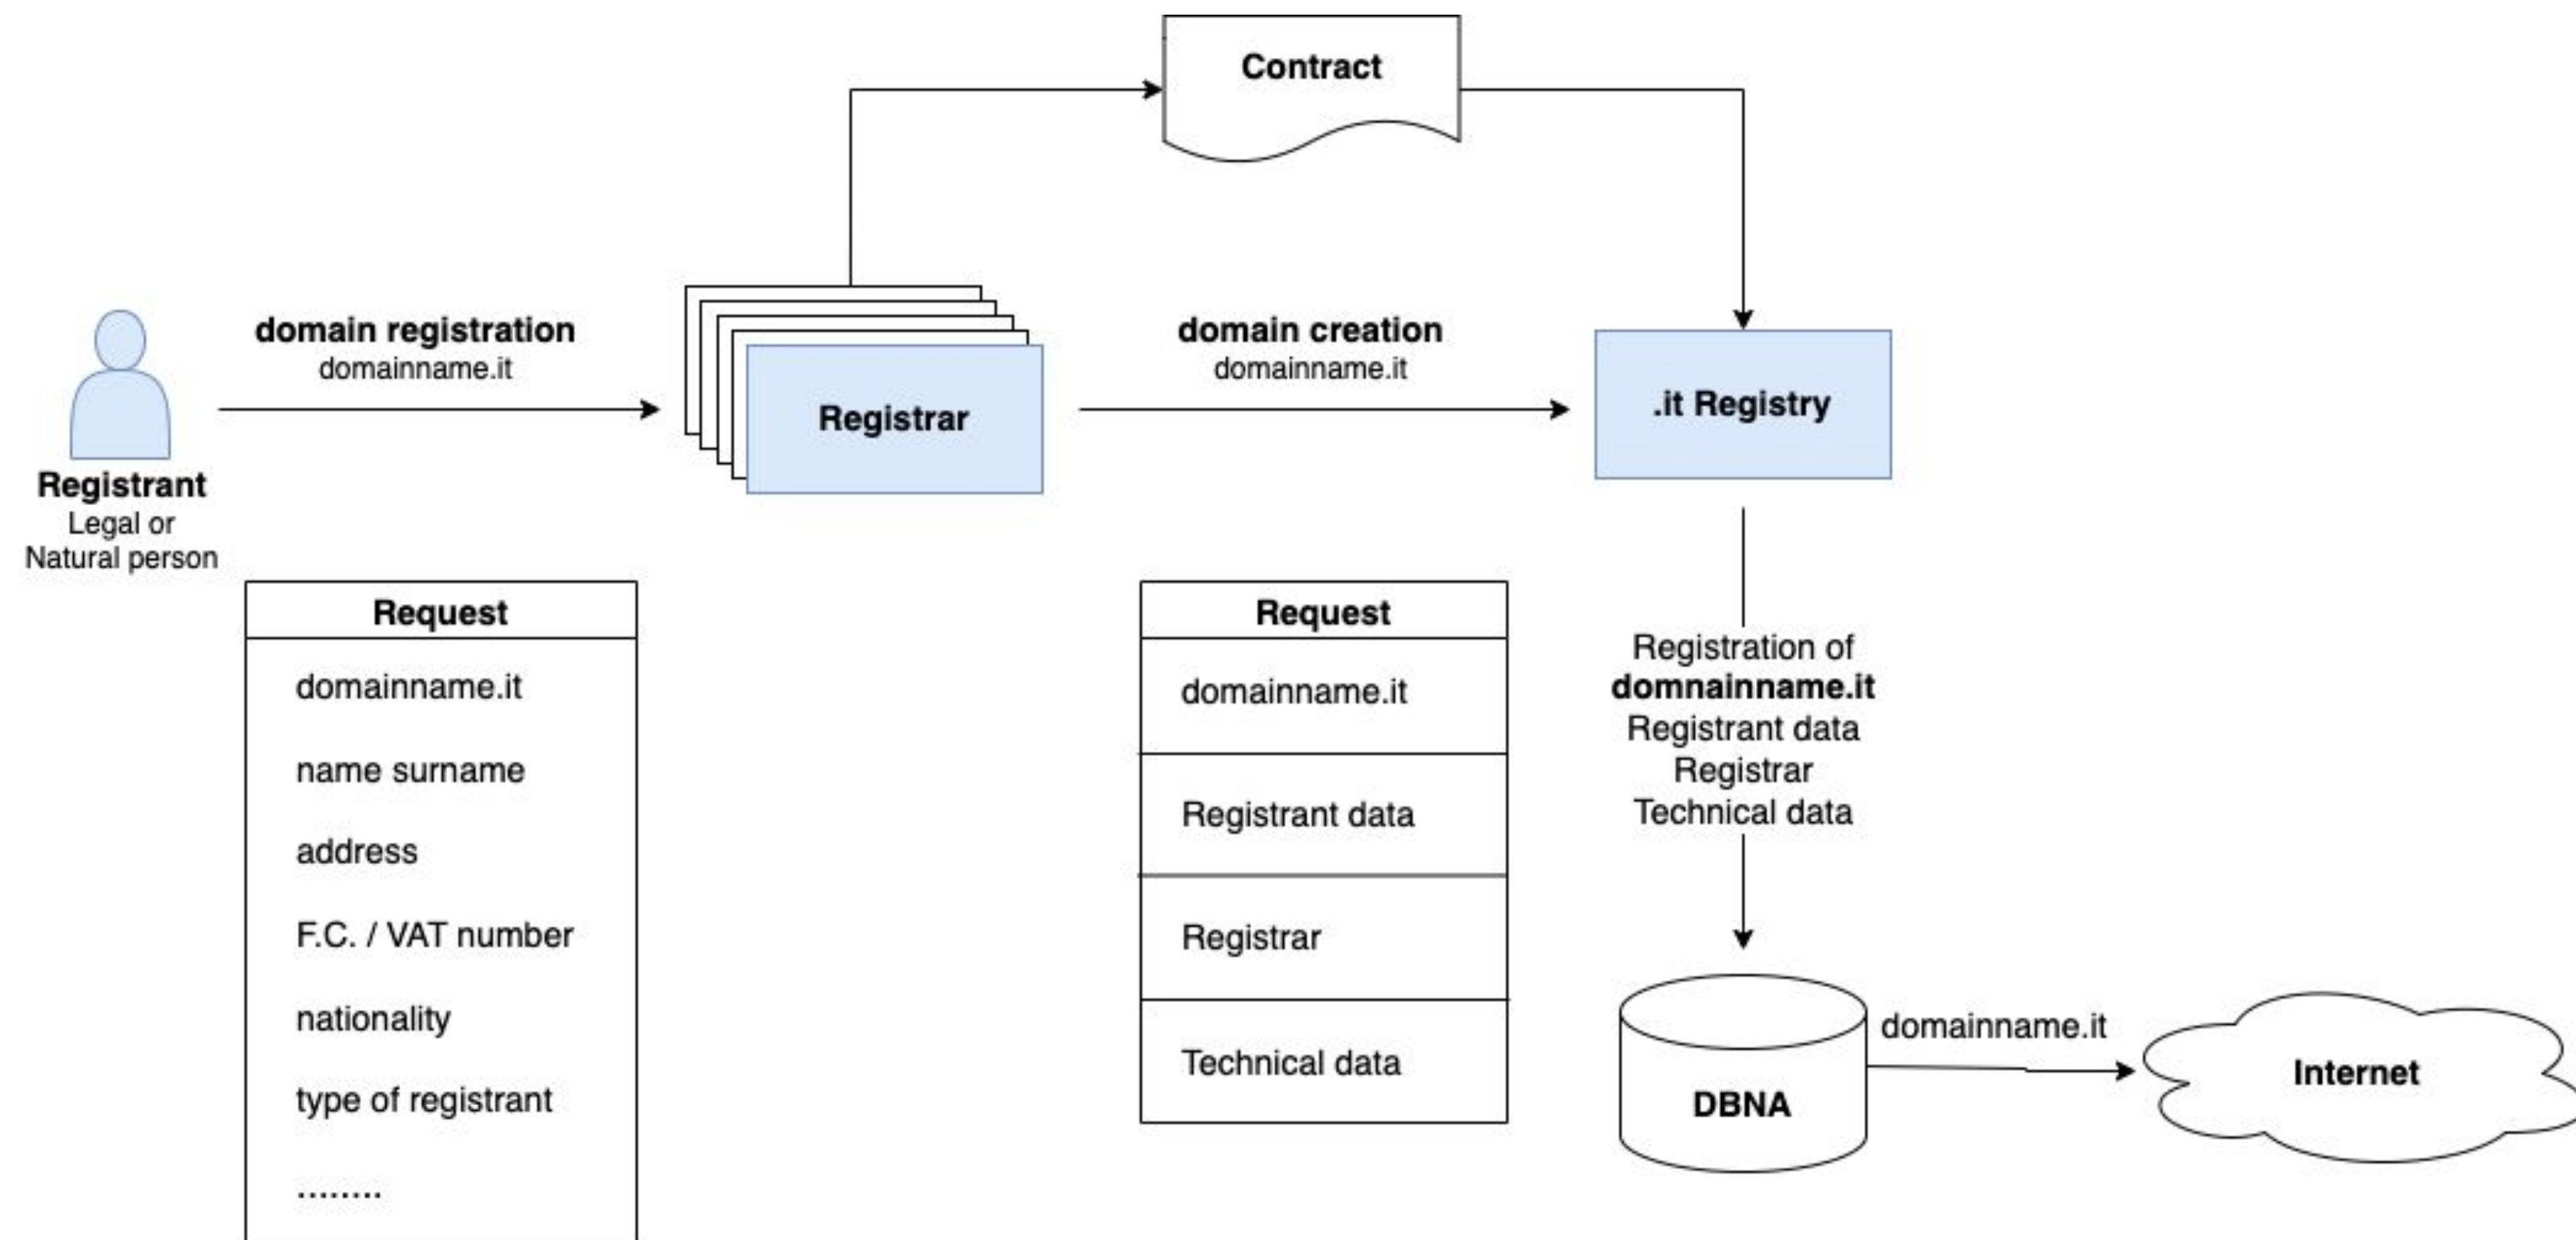 Contract
domain registration
domainname.it
domain creation
domainname.it
Registrar
.it Registry
Registrant
Legal or
Natural person
Request
domainname.it
name surname
address
F.C. / VAT number
nationality
type of registrant
........
Request
domainname.it
Registrant data
Registrar
Technical data
Registration of
domnainname.it
Registrant data
Registrar
Technical data
DBNA
domainname.it
Internet